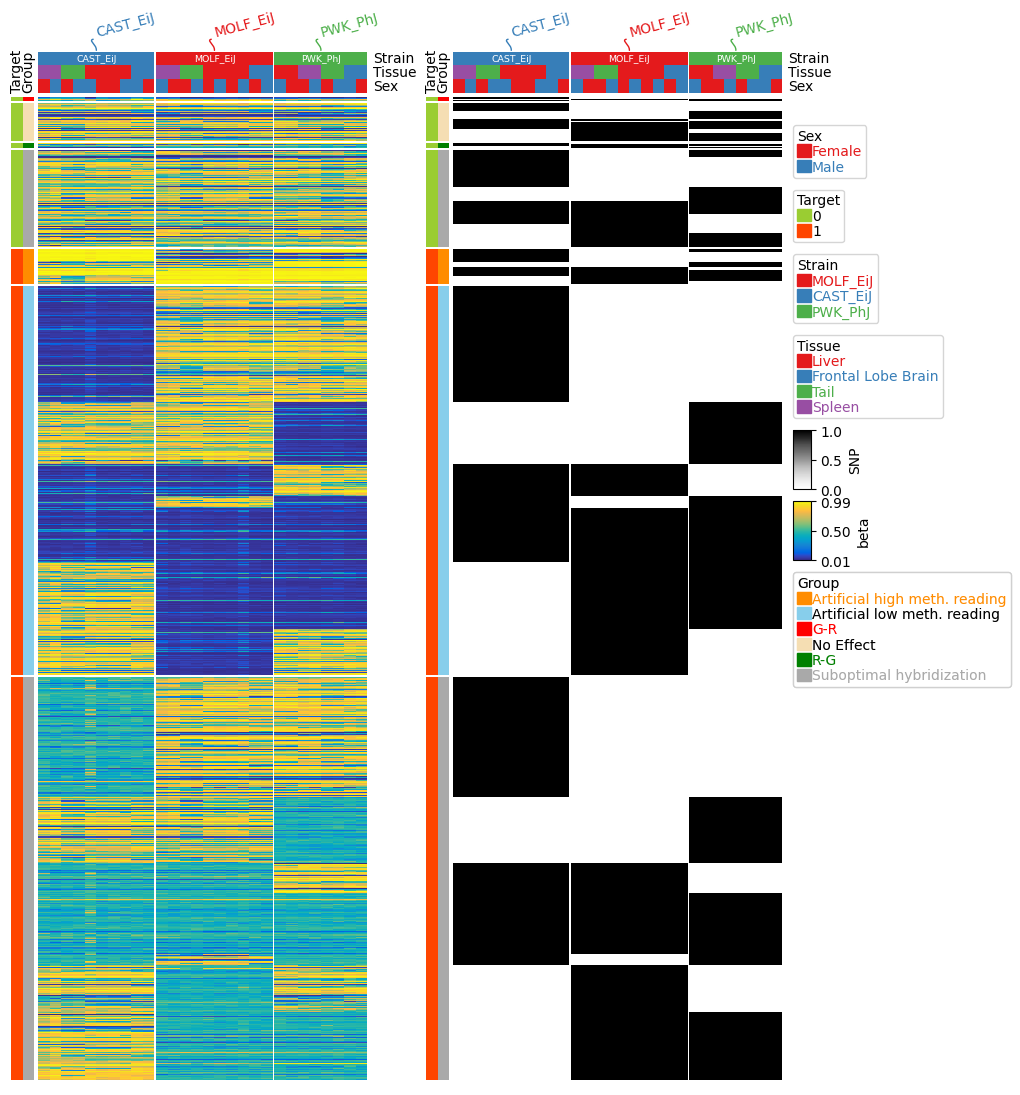 CAST_EiJ
MOLF_EiJ
PWK_PhJ
CAST_EiJ
MOLF_EiJ
PWK_PhJ
Target
Group
CAST_EiJ
MOLF_EiJ
PWK_PhJ
Strain
Tissue
Sex
Target
Group
CAST_EiJ
MOLF_EiJ
PWK_PhJ
Strain
Tissue
Sex
Sex
Female
Male
Target
0
1
Strain
MOLF_EiJ
CAST_EiJ
PWK_PhJ
Tissue
Liver
Frontal Lobe Brain
Tail
Spleen
1.0
0.5
0.0
SNP
0.99
0.50
0.01
beta
Group
Artificial high meth. reading
Artificial low meth. reading
G-R
No Effect
R-G
Suboptimal hybridization